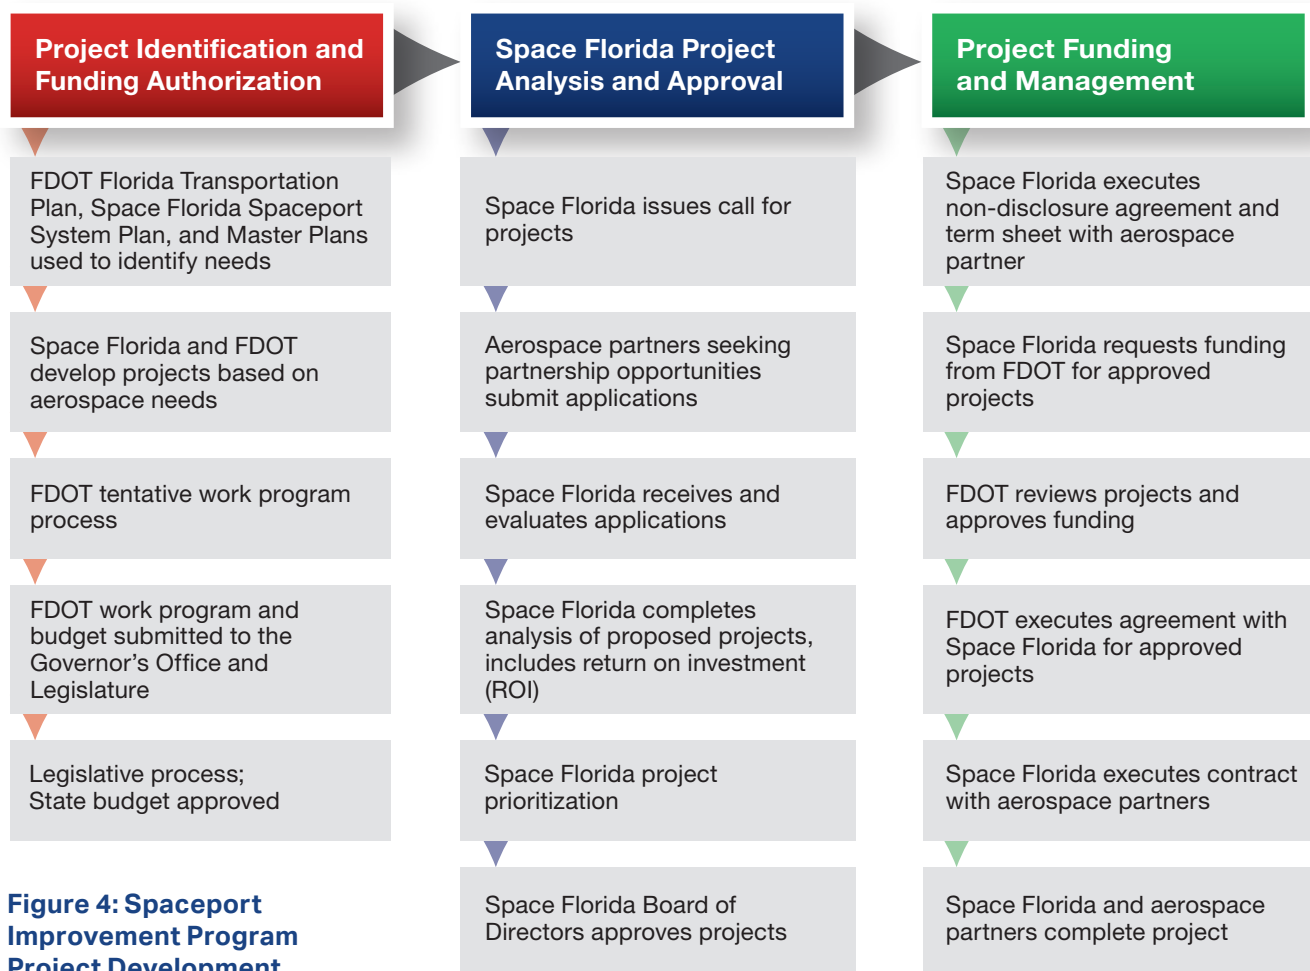 Project Identification and
Funding Authorization
FDOT Florida Transportation
Plan, Space Florida Spaceport
System Plan, and Master Plans
used to identify needs
Space Florida and FDOT
develop projects based on
aerospace needs
FDOT tentative work program
process
FDOT work program and
budget submitted to the
Governor's Office and
Legislature
Legislative process;
State budget approved
Space Florida Project
Analysis and Approval
Space Florida issues call for
projects
Aerospace partners seeking
partnership opportunities
submit applications
Space Florida receives and
evaluates applications
Space Florida completes
analysis of proposed projects,
includes return on investment
(ROI)
Space Florida project
prioritization
Space Florida Board of
Directors approves projects
Project Funding
and Management
Space Florida executes
non-disclosure agreement and
term sheet with aerospace
partner
Space Florida requests funding
from FDOT for approved
projects
FDOT reviews projects and
approves funding
FDOT executes agreement with
Space Florida for approved
projects
Space Florida executes contract
with aerospace partners
Space Florida and aerospace
partners complete project
Figure 4: Spaceport
Improvement Program
Project Development